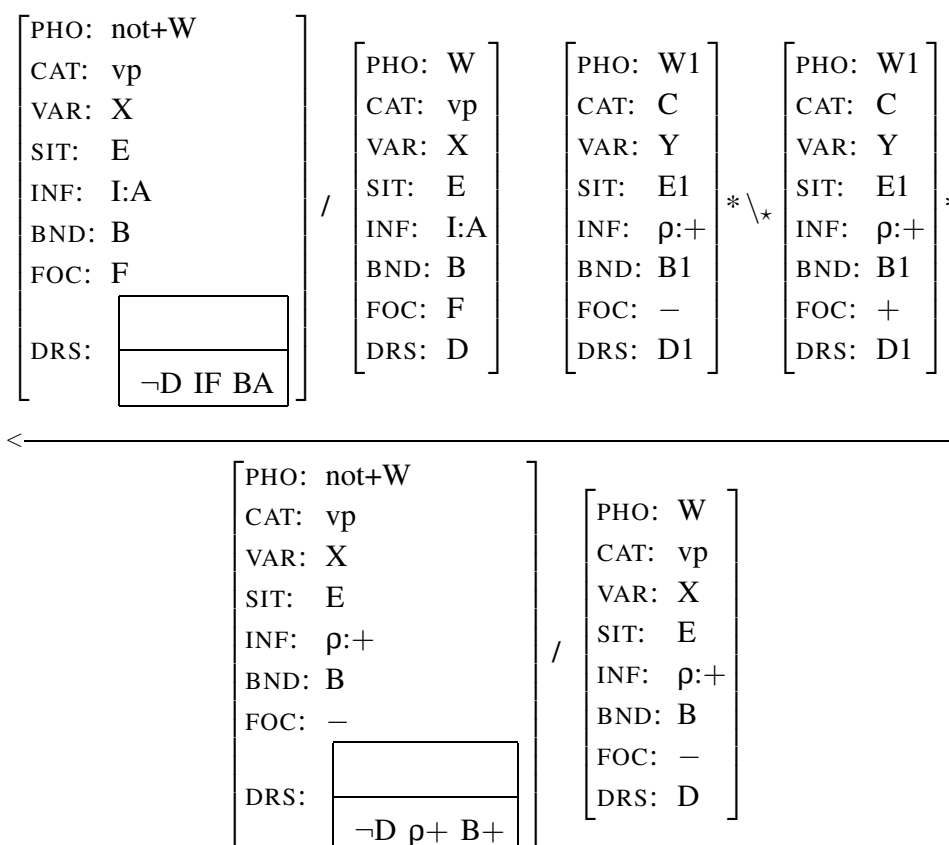 PHO: not+W
CAT: vp
VAR: X
SIT: E
INF: I:A
BND: B
FOC: F
DRS: ¬D IF BA
/
PHO: W
CAT: vp
VAR: X
SIT: E
INF: I:A
BND: B
FOC: F
DRS: D
PHO: W1
CAT: C
VAR: Y
SIT: E1
INF: ρ:+
BND: B1
FOC: −
DRS: D1
*\⋆
PHO: W1
CAT: C
VAR: Y
SIT: E1
INF: ρ:+
BND: B1
FOC: +
DRS: D1
*
<
PHO: not+W
CAT: vp
VAR: X
SIT: E
INF: ρ:+
BND: B
FOC: −
DRS: ¬D ρ+ B+
/
PHO: W
CAT: vp
VAR: X
SIT: E
INF: ρ:+
BND: B
FOC: −
DRS: D